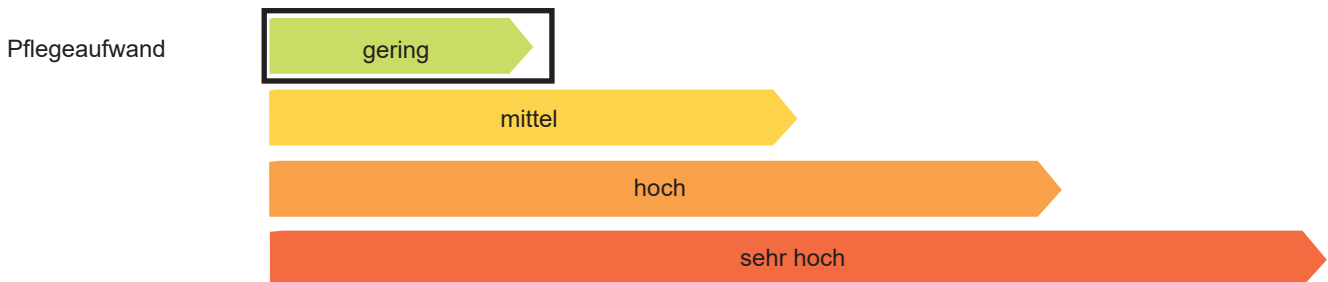 Pflegeaufwand
gering
mittel
hoch
sehr hoch